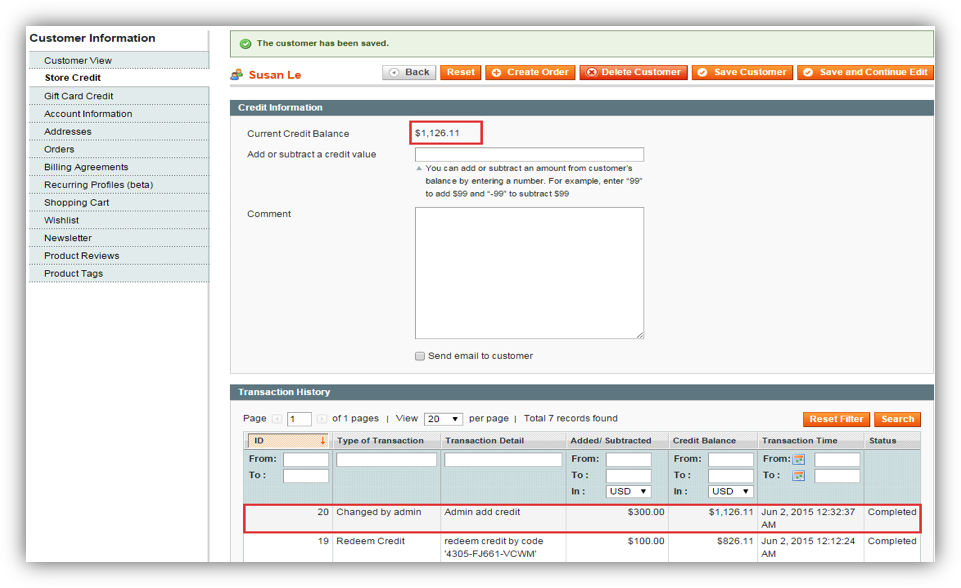 Customer Information
Customer View
Store Credit
Gift Card Credit
Account Information
Addresses
Orders
Billing Agreements
Recurring Profiles (beta)
Shopping Cart
Wishlist
Newsletter
Product Reviews
Product Tags
The customer has been saved.
Susan Le
Back Reset Create Order Delete Customer Save Customer Save and Continue Edit
Credit Information
Current Credit Balance $1,126.11
Add or subtract a credit value
You can add or subtract an amount from customer's
balance by entering a number. For example, enter "99"
to add $99 and "-99" to subtract $99
Comment
Send email to customer
Transaction History
Page 1 of 1 pages | View 20 per page | Total 7 records found
Reset Filter Search
ID Type of Transaction Transaction Detail Added/ Subtracted Credit Balance Transaction Time Status
From: From: From: From:
To : To : To : To :
In : USD In : USD
20 Changed by admin Admin add credit $300.00 $1,126.11 Jun 2, 2015 12:32:37 Completed
AM
19 Redeem Credit redeem credit by code $100.00 $826.11 Jun 2, 2015 12:12:24 Completed
'4305-FJ661-VCWM' AM